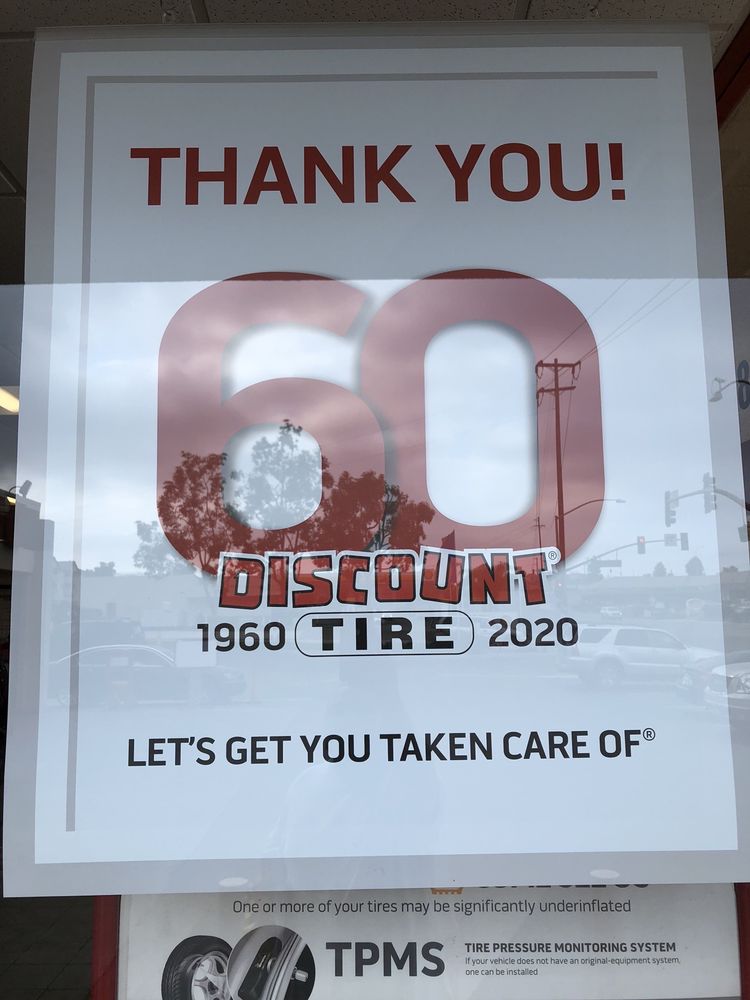 THANK YOU!
60
DISCOUNT®
1960 TIRE 2020
LET'S GET YOU TAKEN CARE OF®
One or more of your tires may be significantly underinflated
TPMS
TIRE PRESSURE MONITORING SYSTEM
If your vehicle does not have an original-equipment system,
one can be installed